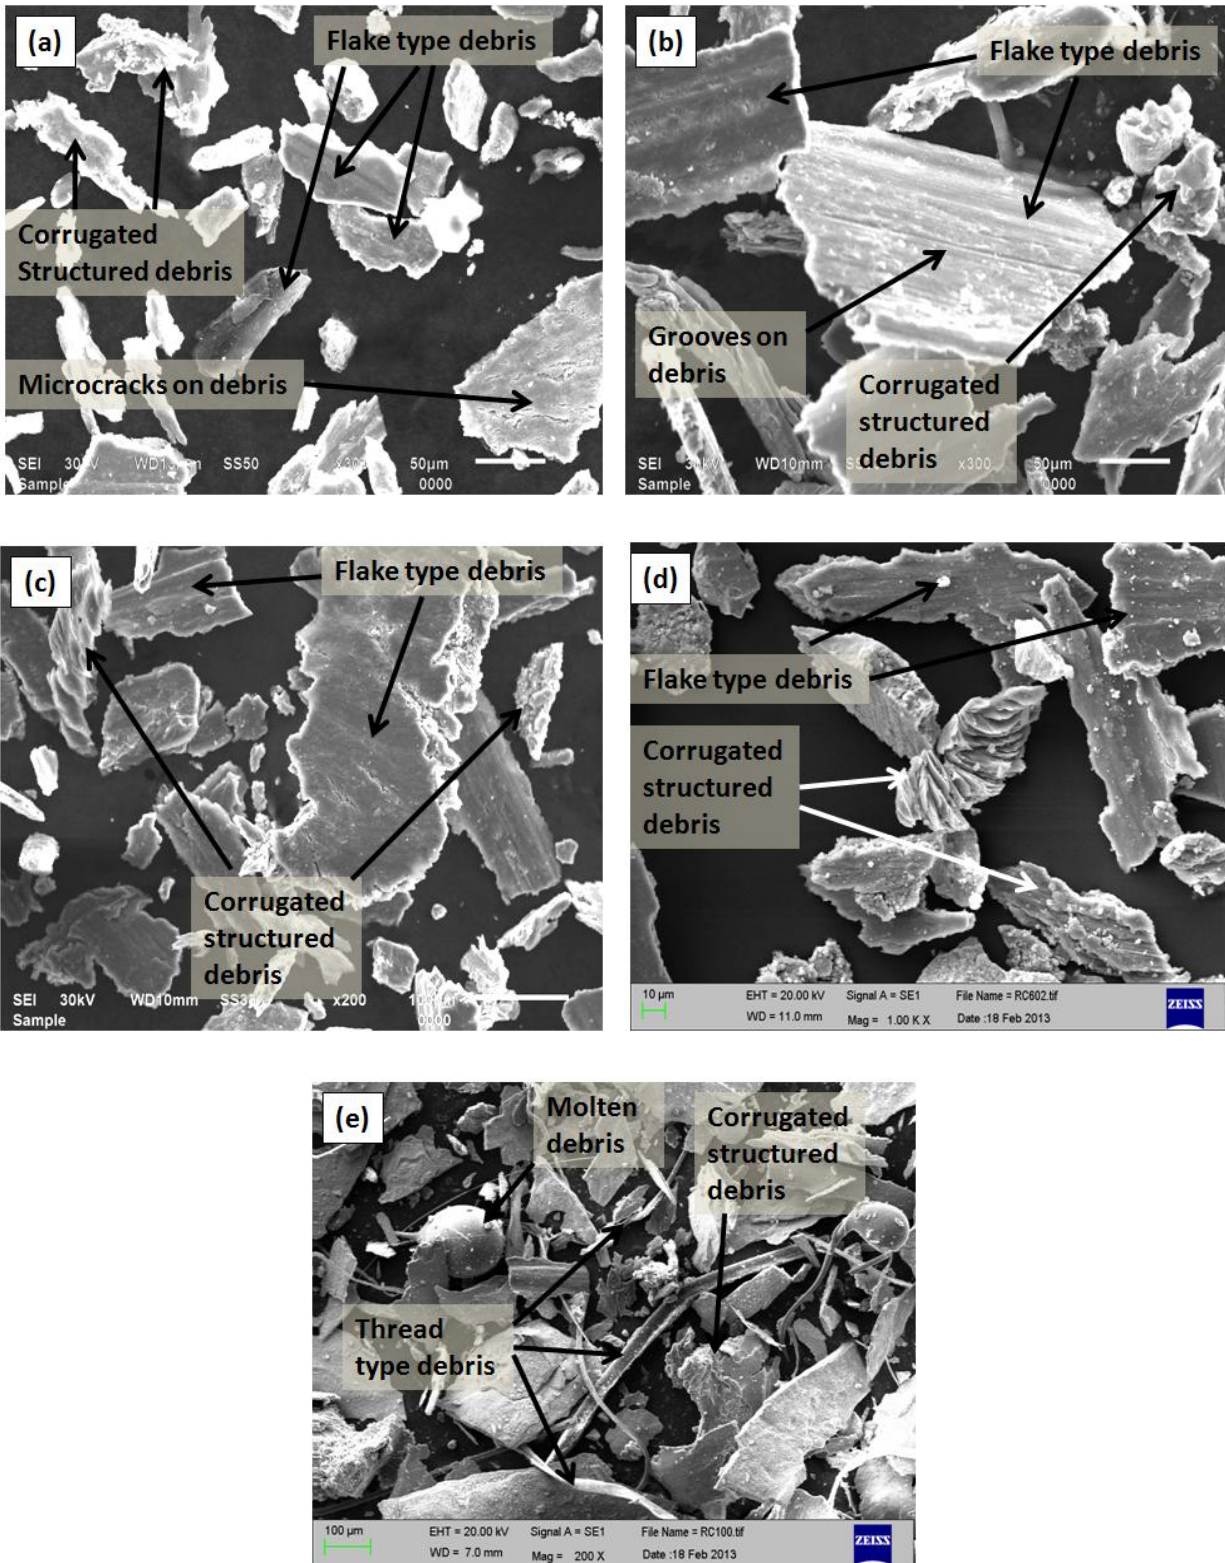 (a)
Flake type debris
Corrugated
Structured debris
Microcracks on debris
SEI 30kV SS50 50µm
Sample 0000
(b)
Flake type debris
Grooves on
debris
Corrugated
structured
debris
SEI 30kV WD10mm x300 50µm
Sample 0000
(c)
Flake type debris
Corrugated
structured
debris
SEI 30kV WD10mm x200
Sample 0000
(d)
Flake type debris
Corrugated
structured
debris
10 µm EHT = 20.00 kV Signal A = SE1 File Name = RC602.tif ZEISS
WD = 11.0 mm Mag = 1.00 K X Date :18 Feb 2013
(e)
Molten
debris
Corrugated
structured
debris
Thread
type debris
100 µm EHT = 20.00 kV Signal A = SE1 File Name = RC100.tif ZEISS
WD = 7.0 mm Mag = 200 X Date :18 Feb 2013